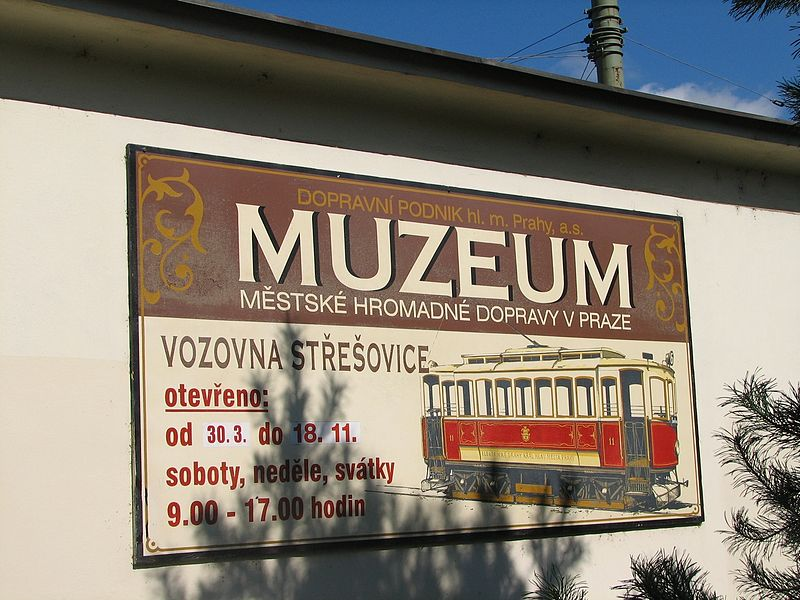 DOPRAVNÍ PODNIK hl. m. Prahy, a.s.
MUZEUM
MĚSTSKÉ HROMADNÉ DOPRAVY V PRAZE
VOZOVNA STŘEŠOVICE
otevřeno:
od 30. 3. do 18. 11.
soboty, neděle, svátky
9.00 - 17.00 hodin
11
11